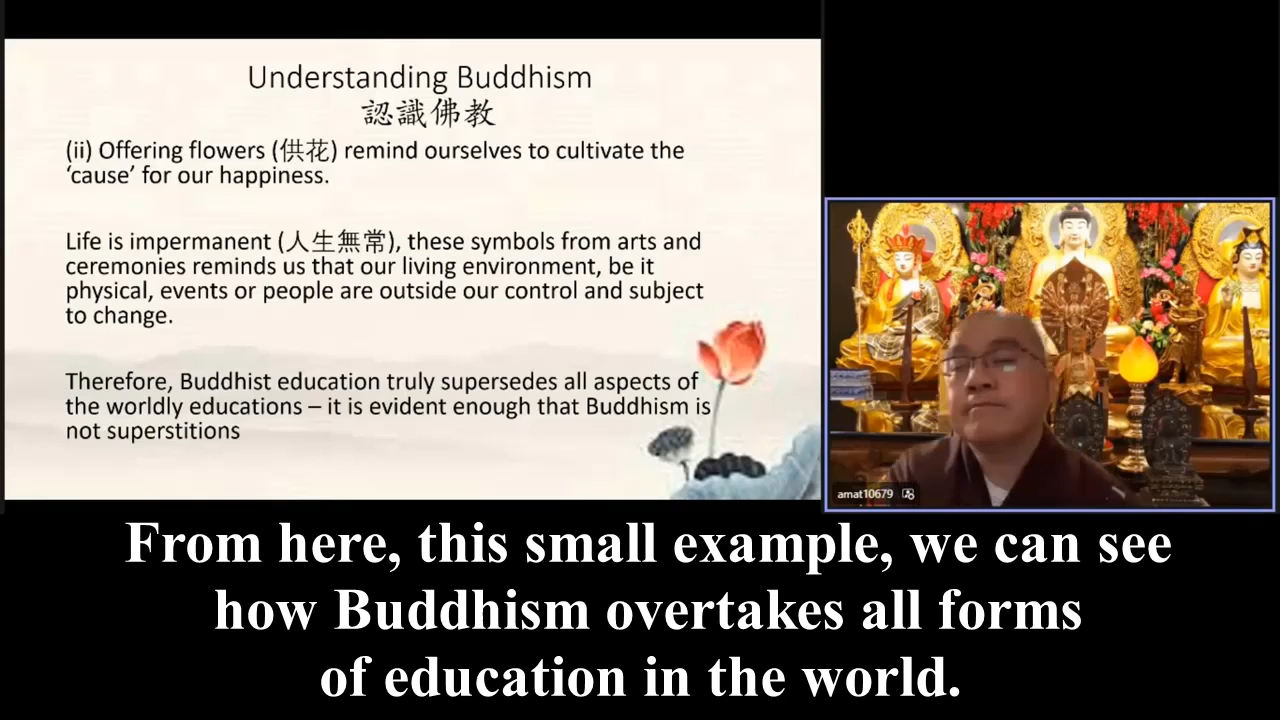 Understanding Buddhism
認識佛教
(ii) Offering flowers (供花) remind ourselves to cultivate the
‘cause’ for our happiness.
Life is impermanent (人生無常), these symbols from arts and
ceremonies reminds us that our living environment, be it
physical, events or people are outside our control and subject
to change.
Therefore, Buddhist education truly supersedes all aspects of
the worldly educations – it is evident enough that Buddhism is
not superstitions
amat10679
From here, this small example, we can see
how Buddhism overtakes all forms
of education in the world.